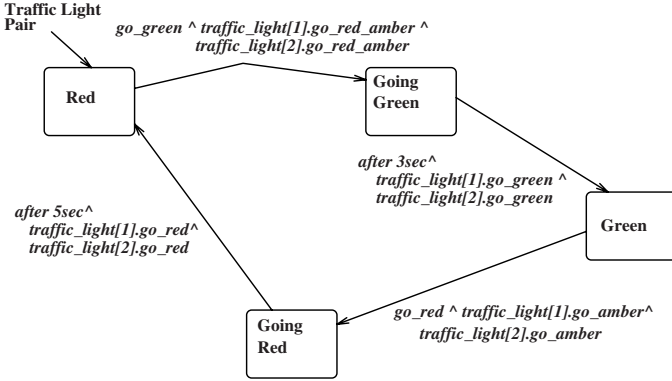 Traffic Light
Pair
go_green ^ traffic_light[1].go_red_amber ^
traffic_light[2].go_red_amber
Red
Going
Green
after 3sec^
traffic_light[1].go_green ^
traffic_light[2].go_green
after 5sec^
traffic_light[1].go_red^
traffic_light[2].go_red
Green
Going
Red
go_red ^ traffic_light[1].go_amber^
traffic_light[2].go_amber